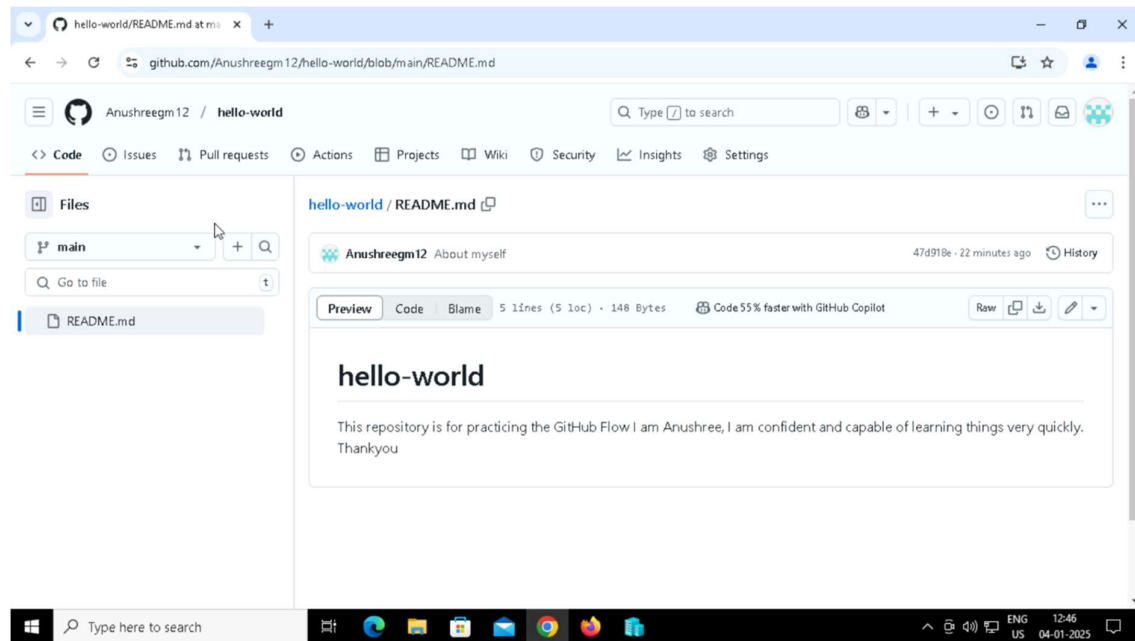 hello-world/README.md at ma
github.com/Anushreegm12/hello-world/blob/main/README.md
Anushreegm12 / hello-world
Type / to search
Code Issues Pull requests Actions Projects Wiki Security Insights Settings
Files
main
Go to file t
README.md
hello-world / README.md
Anushreegm12 About myself
47d918e · 22 minutes ago History
Preview Code Blame 5 lines (5 loc) · 148 Bytes Code 55% faster with GitHub Copilot Raw
hello-world
This repository is for practicing the GitHub Flow I am Anushree, I am confident and capable of learning things very quickly.
Thankyou
Type here to search
ENG
US
12:46
04-01-2025